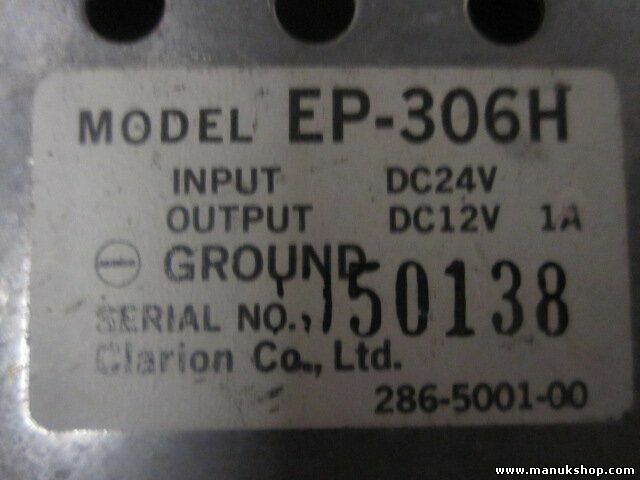 MODEL EP-306H
INPUT DC24V
OUTPUT DC12V 1A
⊖ GROUND
SERIAL NO., 150138
Clarion Co., Ltd.
286-5001-00
www.manukshop.com